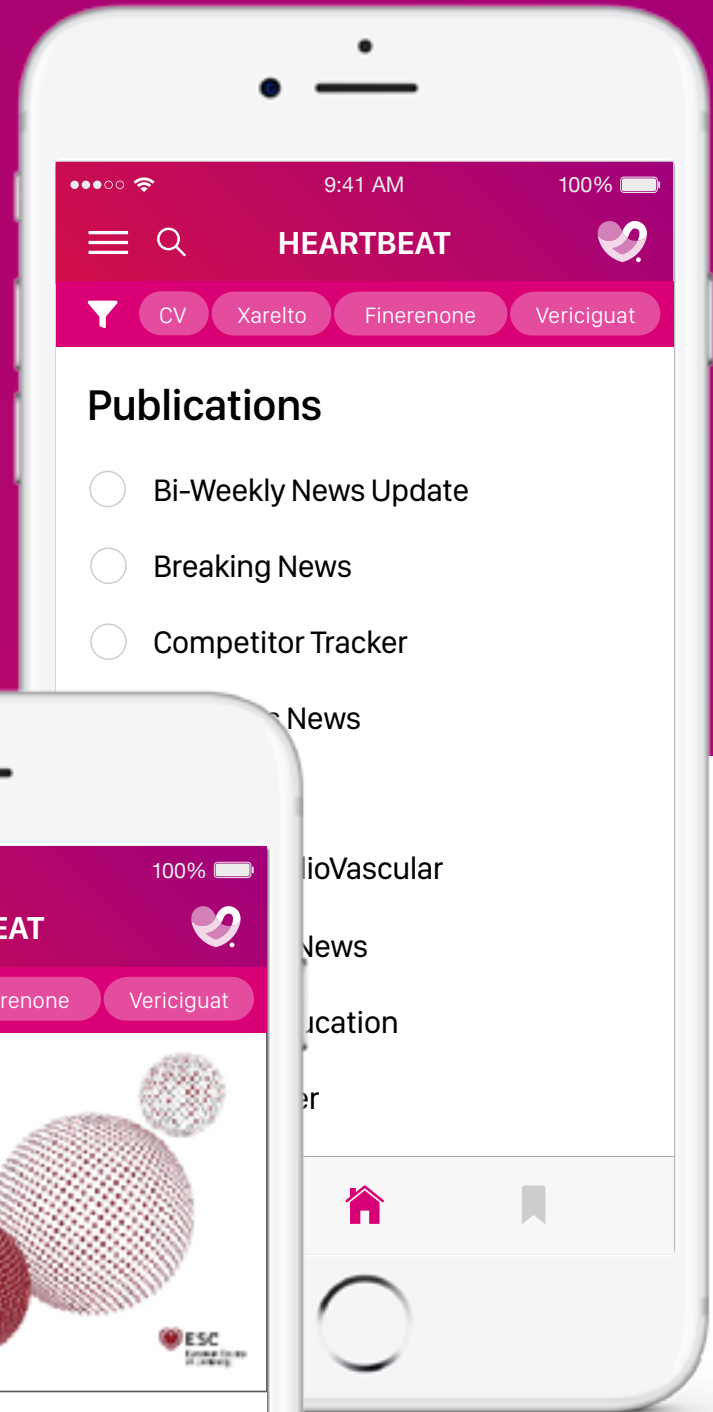 9:41 AM
100%
HEARTBEAT
CV Xarelto Finerenone Vericiguat
Publications
Bi-Weekly News Update
Breaking News
Competitor Tracker
News
lioVascular
News
ucation
er
100%
EAT
renone Vericiguat
ESC